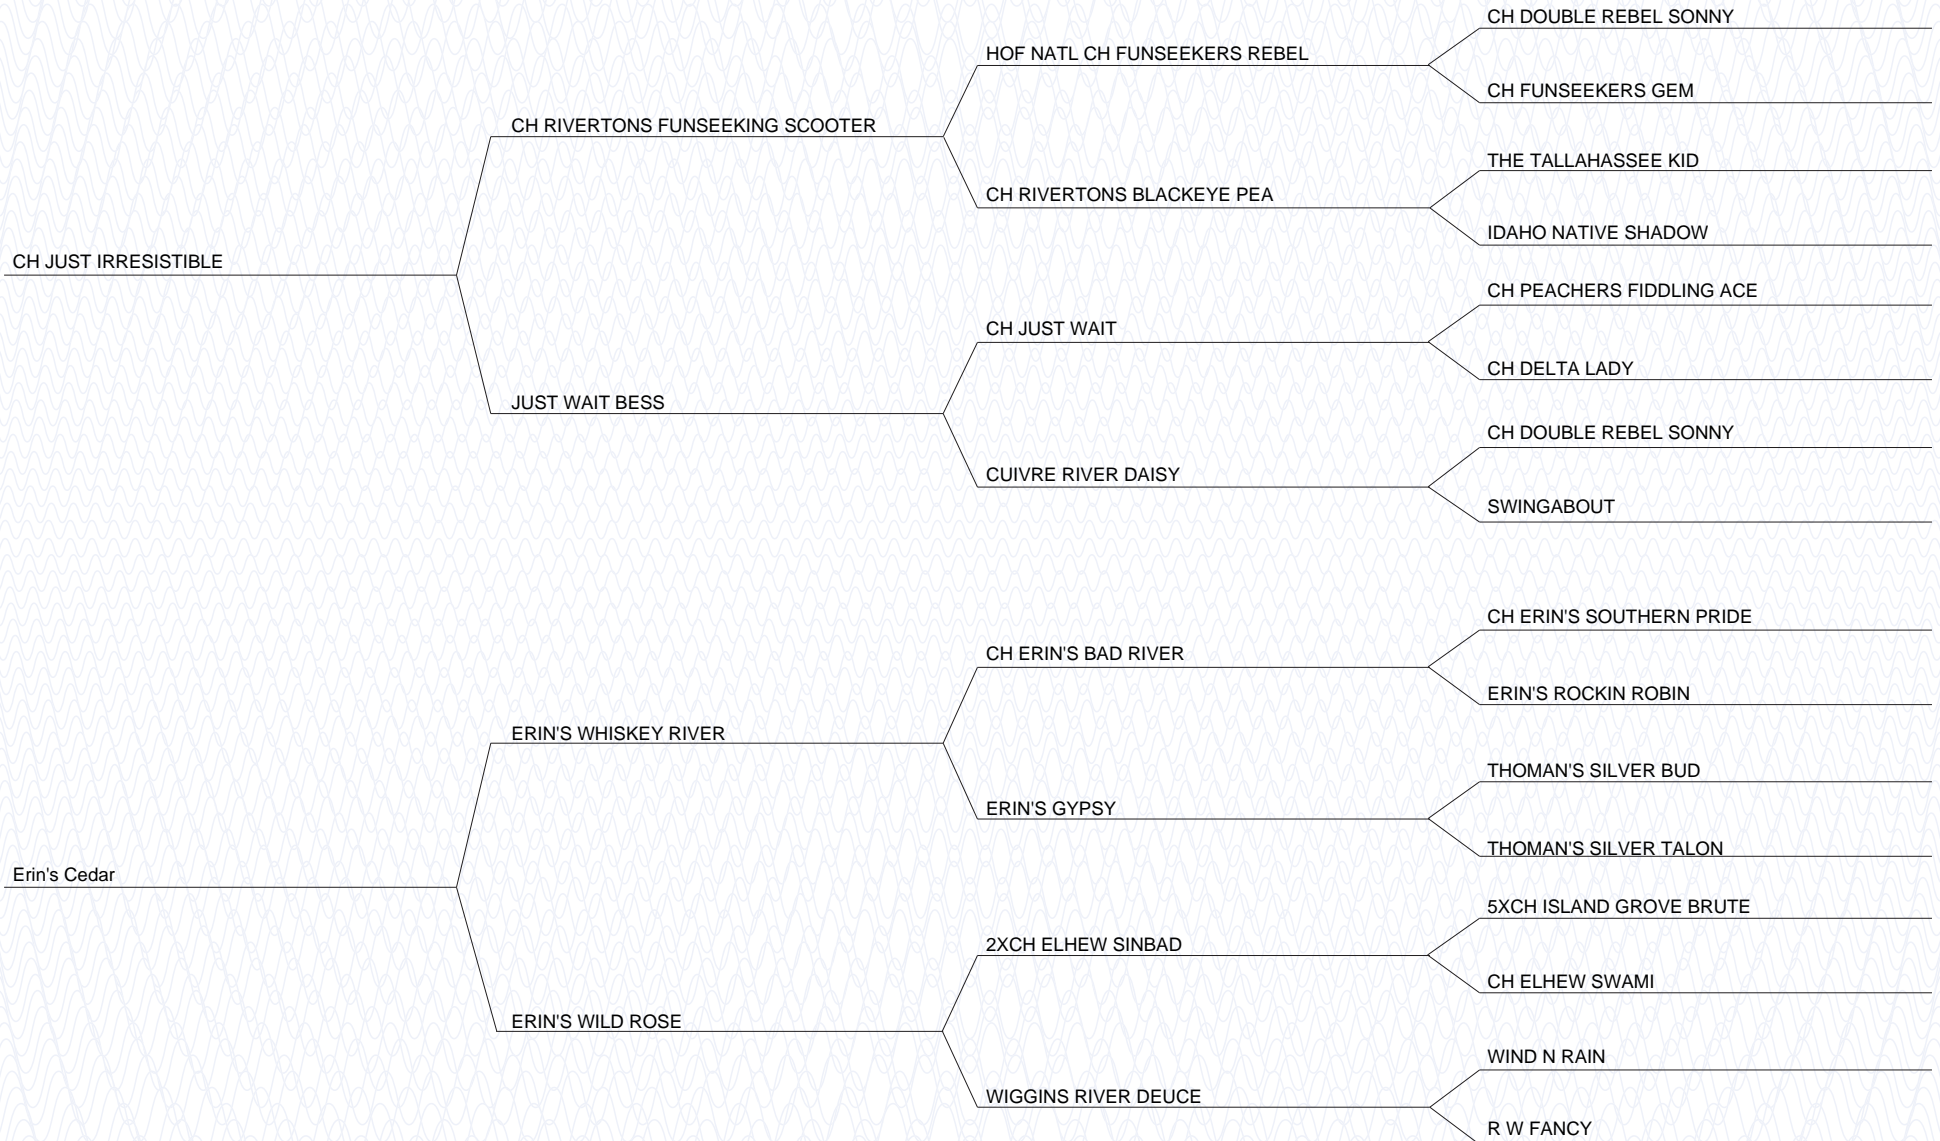 CH DOUBLE REBEL SONNY
HOF NATL CH FUNSEEKERS REBEL
CH FUNSEEKERS GEM
CH RIVERTONS FUNSEEKING SCOOTER
THE TALLAHASSEE KID
CH RIVERTONS BLACKEYE PEA
IDAHO NATIVE SHADOW
CH JUST IRRESISTIBLE
CH PEACHERS FIDDLING ACE
CH JUST WAIT
CH DELTA LADY
JUST WAIT BESS
CH DOUBLE REBEL SONNY
CUIVRE RIVER DAISY
SWINGABOUT
CH ERIN'S SOUTHERN PRIDE
CH ERIN'S BAD RIVER
ERIN'S ROCKIN ROBIN
ERIN'S WHISKEY RIVER
THOMAN'S SILVER BUD
ERIN'S GYPSY
THOMAN'S SILVER TALON
Erin's Cedar
5XCH ISLAND GROVE BRUTE
2XCH ELHEW SINBAD
CH ELHEW SWAMI
ERIN'S WILD ROSE
WIND N RAIN
WIGGINS RIVER DEUCE
R W FANCY